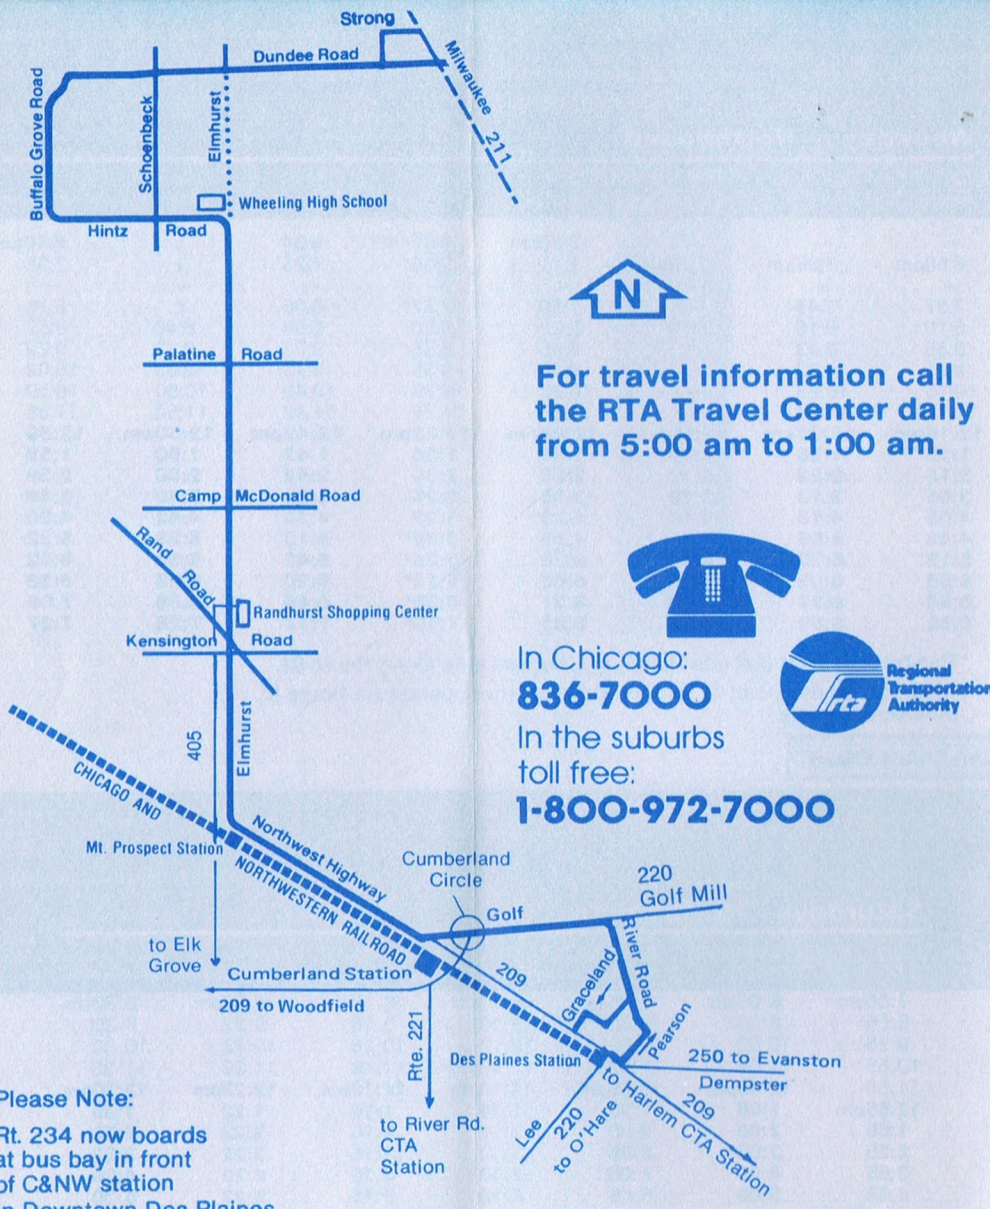 Strong
Dundee Road
Milwaukee 211
Buffalo Grove Road
Schoenbeck
Elmhurst
Wheeling High School
Hintz Road
N
Palatine Road
For travel information call
the RTA Travel Center daily
from 5:00 am to 1:00 am.
Camp McDonald Road
Rand Road
Randhurst Shopping Center
Kensington Road
In Chicago:
836-7000
In the suburbs
toll free:
1-800-972-7000
rta
Regional
Transportation
Authority
405
Elmhurst
CHICAGO AND
NORTHWESTERN RAILROAD
Mt. Prospect Station
Northwest Highway
Cumberland
Circle
220
Golf Mill
Golf
River Road
to Elk
Grove
Cumberland Station
209 to Woodfield
209
Graceland
Pearson
Rte. 221
Des Plaines Station
250 to Evanston
Dempster
to River Rd.
CTA
Station
Lee
220
to O'Hare
209
to Harlem CTA Station
Please Note:
Rt. 234 now boards
at bus bay in front
of C&NW station
in Downtown Des Plaines